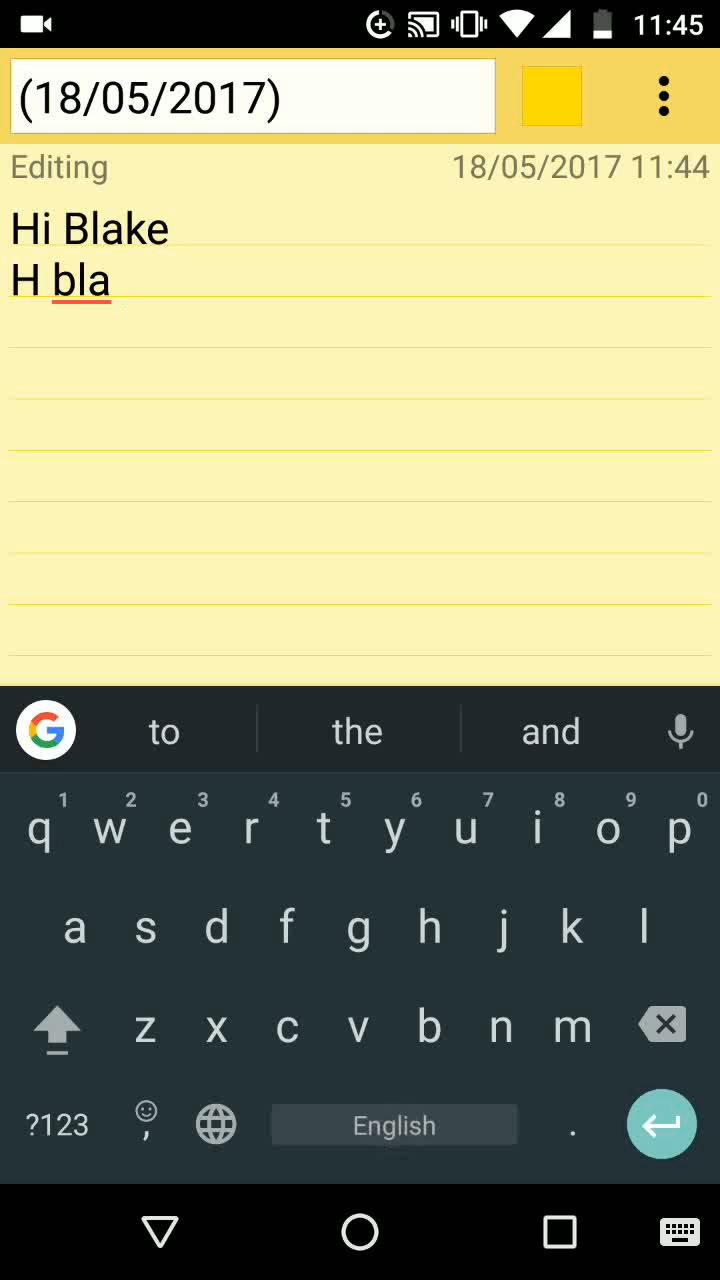 11:45
(18/05/2017)
Editing 18/05/2017 11:44
Hi Blake
H bla
to the and
1 2 3 4 5 6 7 8 9 0
q w e r t y u i o p
a s d f g h j k l
z x c v b n m
?123 , English .